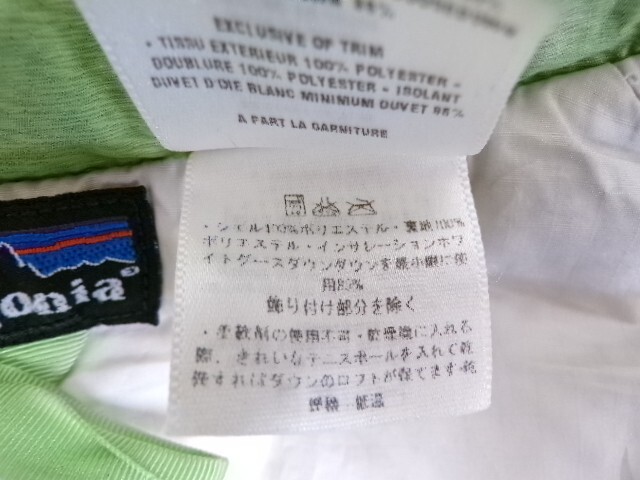 EXCLUSIVE OF TRIM
• TISSU EXTERIEUR 100% POLYESTER -
DOUBLURE 100% POLYESTER - ISOLANT
DUVET D'OIE BLANC MINIMUM DUVET
A PART LA GARNITURE
・シェル100%ポリエステル・裏地100%
ポリエステル・インサレーションホワ
イトグースダウンダウンを最小限に使
用85%
飾り付け部分を除く
・柔軟剤の使用不可・乾燥機に入れる
際、きれいなテニスボールを入れて乾
燥すればダウンのロフトが保てます
低温
onia®